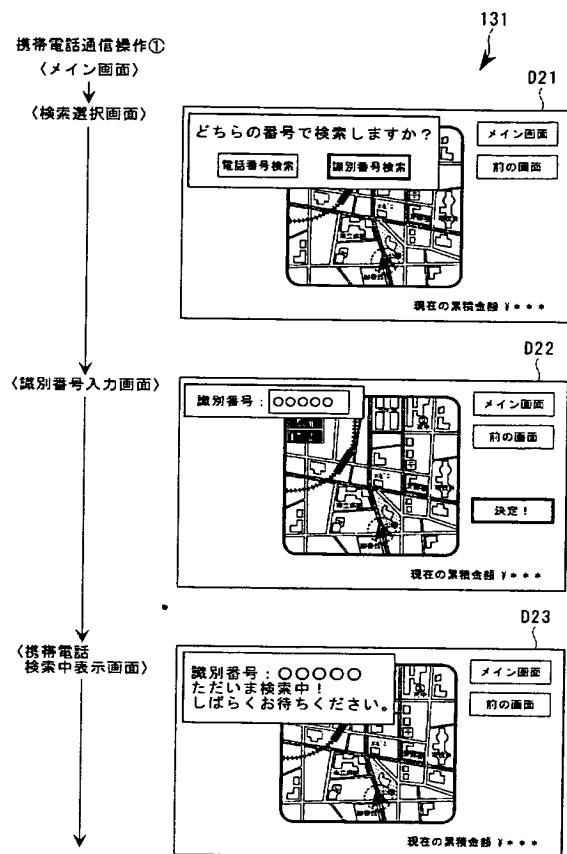 131
携帯電話通信操作①
〈メイン画面〉
〈検索選択画面〉
D21
どちらの番号で検索しますか？
電話番号検索
識別番号検索
メイン画面
前の画面
現在の累積金額 ¥＊＊＊
D22
〈識別番号入力画面〉
識別番号：○○○○○
メイン画面
前の画面
決定！
現在の累積金額 ¥＊＊＊
D23
〈携帯電話
検索中表示画面〉
識別番号：○○○○○
ただいま検索中！
しばらくお待ちください。
メイン画面
前の画面
現在の累積金額 ¥＊＊＊